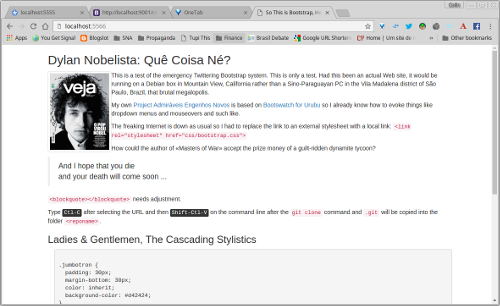 Collin
localhost:5555
http://localhost:9001/
OneTab
So This is Bootstrap, In
localhost:5566
Apps
You Get Signal
Blogslot
SNA
Propaganda
Tupi This
Finance
Brasil Debate
Google URL Shorten
Home | Um site de
Other bookmarks
Dylan Nobelista: Quê Coisa Né?
veja
This is a test of the emergency Twittering Bootstrap system. This is only a test. Had this been an actual Web site, it would be
running on a Debian box in Mountain View, California rather than a Sino-Paraguayan PC in the Vila Madalena district of São
Paulo, Brazil, that brutal megalopolis.
My own Project Admiráveis Engenhos Novos is based on Bootswatch for Urubu so I already know how to evoke things like
dropdown menus and mouseovers and such like.
The freaking Internet is down as usual so I had to replace the link to an external stylesheet with a local link: <link
rel="stylesheet" href="css/bootstrap.css">
How could the author of «Masters of War» accept the prize money of a guilt-ridden dynamite tycoon?
And I hope that you die
and your death will come soon ...
<blockquote></blockquote> needs adjustment.
Type Ctl-C after selecting the URL and then Shift-Ctl-V on the command line after the git clone command and .git will be copied into the
folder <reponame>.
Ladies & Gentlemen, The Cascading Stylistics
.jumbotron {
padding: 30px;
margin-bottom: 30px;
color: inherit;
background-color: #d42424;
}